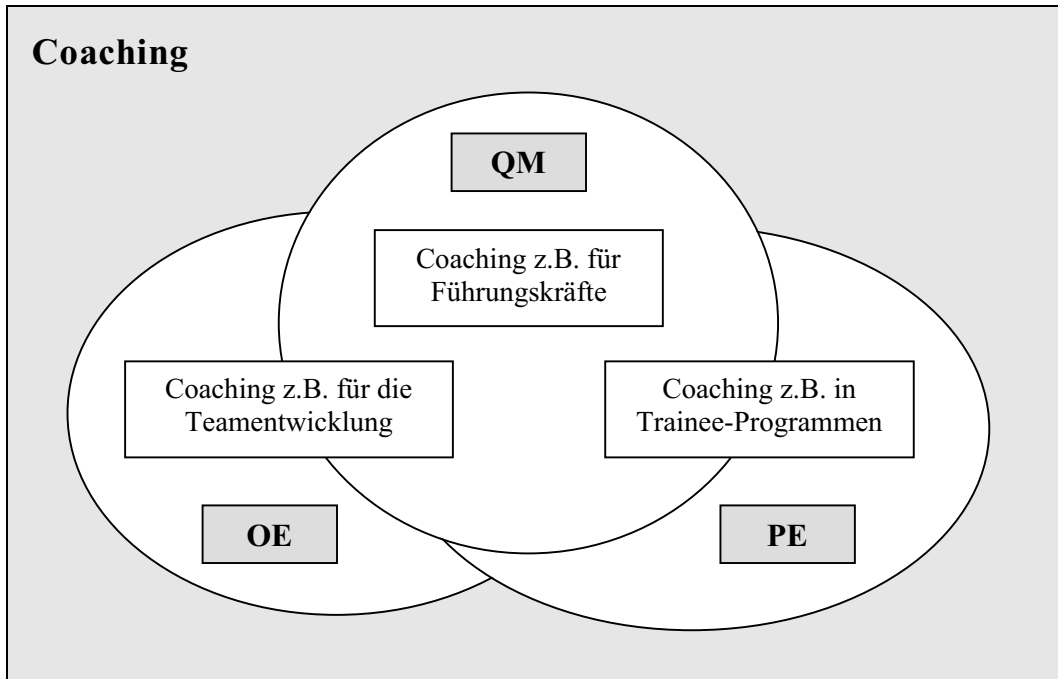 Coaching
QM
Coaching z.B. für
Führungskräfte
Coaching z.B. für die
Teamentwicklung
Coaching z.B. in
Trainee-Programmen
OE
PE